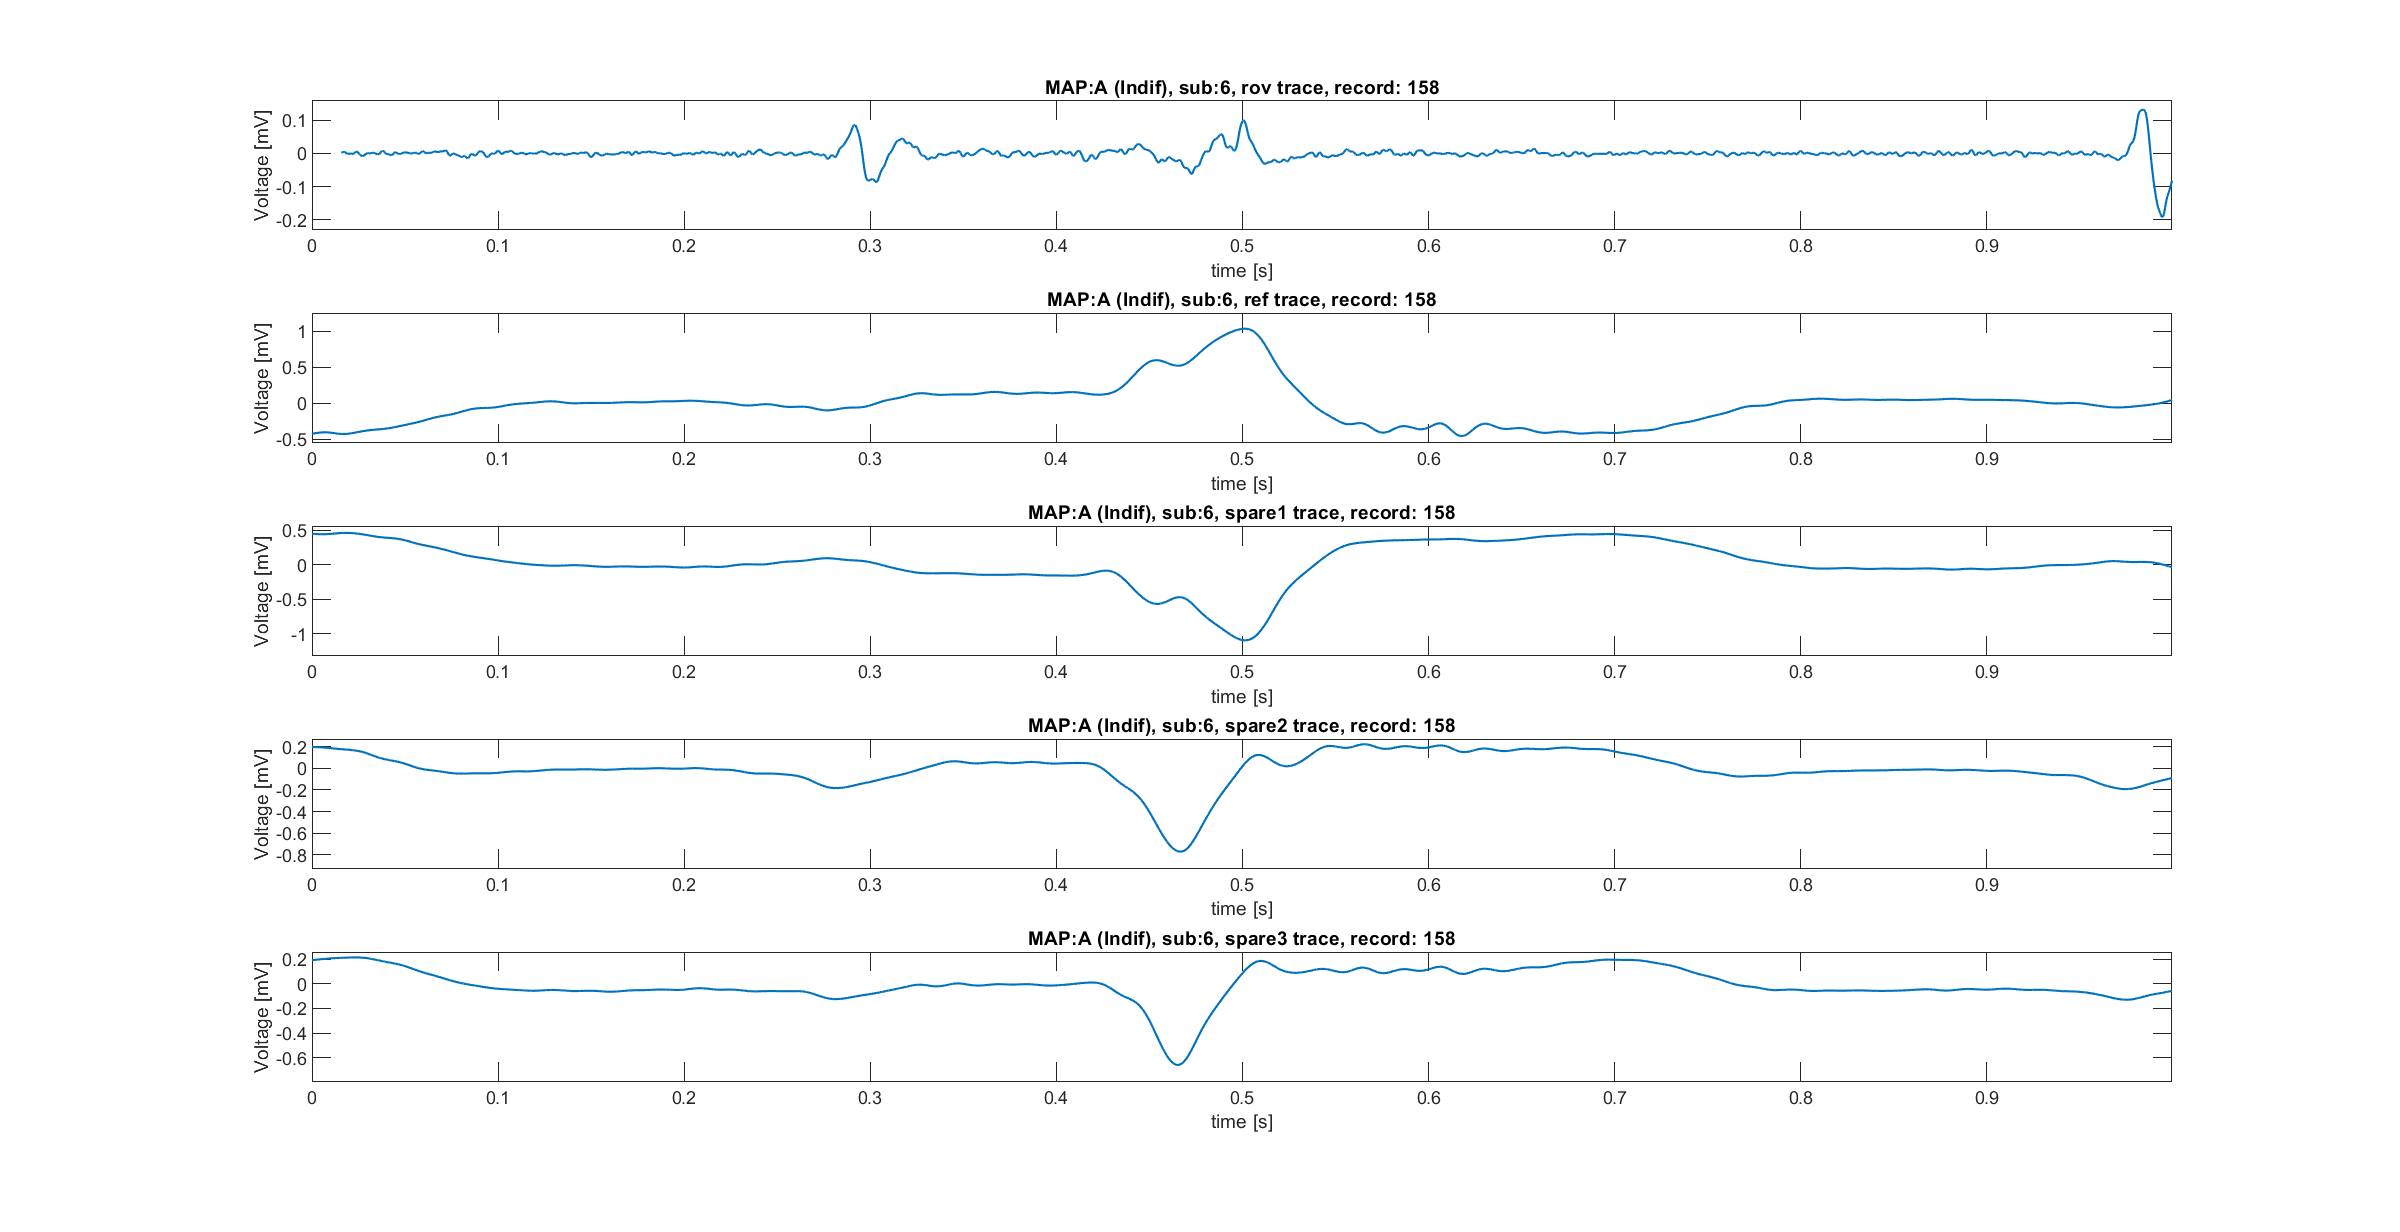 MAP:A (Indif), sub:6, rov trace, record: 158
Voltage [mV]
0.1
0
-0.1
-0.2
0 0.1 0.2 0.3 0.4 0.5 0.6 0.7 0.8 0.9
time [s]
MAP:A (Indif), sub:6, ref trace, record: 158
Voltage [mV]
1
0.5
0
-0.5
0 0.1 0.2 0.3 0.4 0.5 0.6 0.7 0.8 0.9
time [s]
MAP:A (Indif), sub:6, spare1 trace, record: 158
Voltage [mV]
0.5
0
-0.5
-1
0 0.1 0.2 0.3 0.4 0.5 0.6 0.7 0.8 0.9
time [s]
MAP:A (Indif), sub:6, spare2 trace, record: 158
Voltage [mV]
0.2
0
-0.2
-0.4
-0.6
-0.8
0 0.1 0.2 0.3 0.4 0.5 0.6 0.7 0.8 0.9
time [s]
MAP:A (Indif), sub:6, spare3 trace, record: 158
Voltage [mV]
0.2
0
-0.2
-0.4
-0.6
0 0.1 0.2 0.3 0.4 0.5 0.6 0.7 0.8 0.9
time [s]